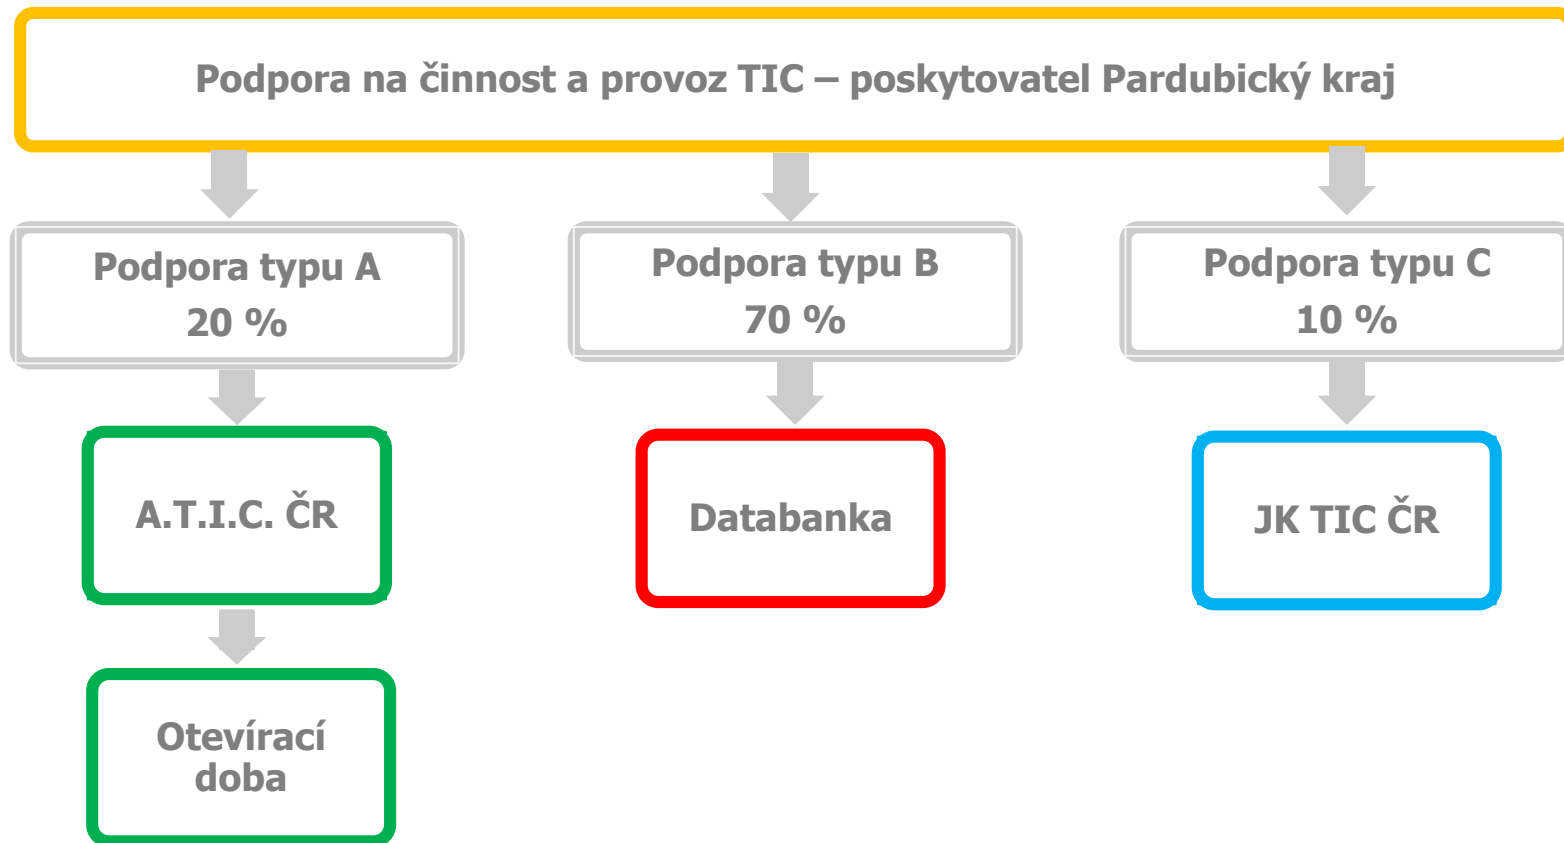 Podpora na činnost a provoz TIC – poskytovatel Pardubický kraj
Podpora typu A
20 %
Podpora typu B
70 %
Podpora typu C
10 %
A.T.I.C. ČR
Databanka
JK TIC ČR
Otevírací
doba